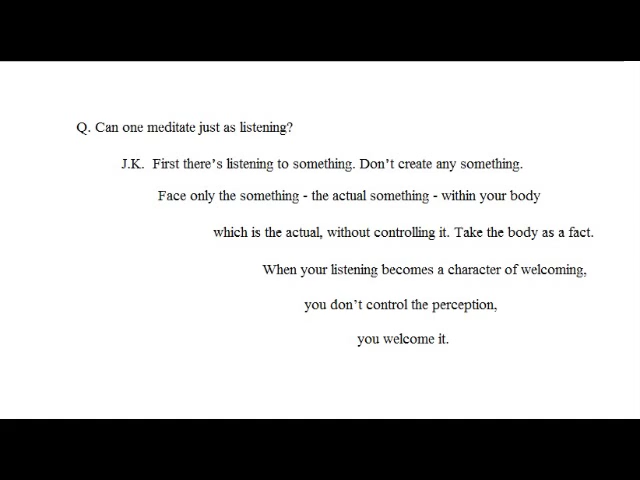 Q. Can one meditate just as listening?
J.K. First there’s listening to something. Don’t create any something.
Face only the something - the actual something - within your body
which is the actual, without controlling it. Take the body as a fact.
When your listening becomes a character of welcoming,
you don’t control the perception,
you welcome it.